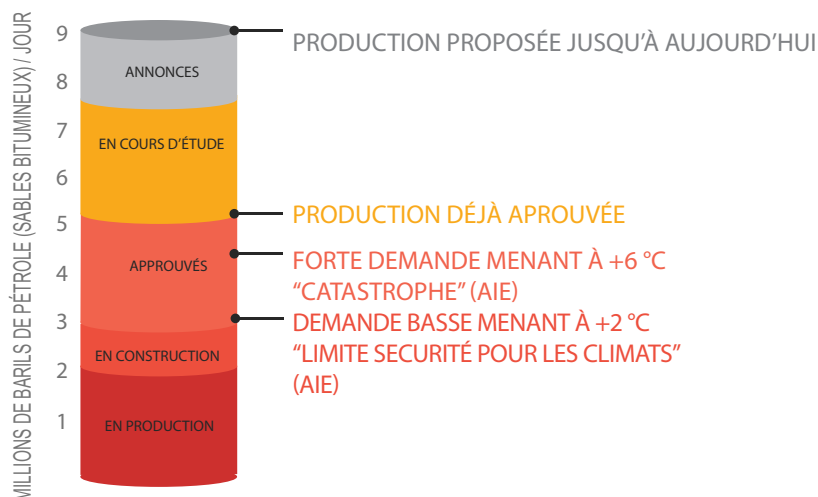 MILLIONS DE BARILS DE PÉTROLE (SABLES BITUMINEUX) / JOUR
9
8
7
6
5
4
3
2
1
ANNONCES
EN COURS D’ÉTUDE
APPROUVÉS
EN CONSTRUCTION
EN PRODUCTION
PRODUCTION PROPOSÉE JUSQU’À AUJOURD’HUI
PRODUCTION DÉJÀ APROUVÉE
FORTE DEMANDE MENANT À +6 °C
“CATASTROPHE” (AIE)
DEMANDE BASSE MENANT À +2 °C
“LIMITE SECURITÉ POUR LES CLIMATS”
(AIE)